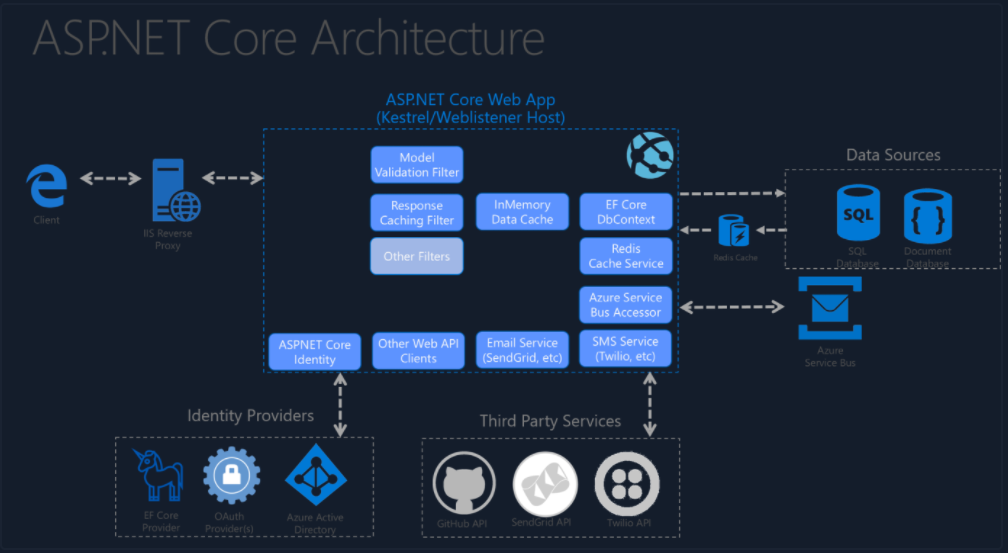 ASP.NET Core Architecture
ASP.NET Core Web App
(Kestrel/Weblistener Host)
Model
Validation Filter
Response
Caching Filter
Other Filters
InMemory
Data Cache
EF Core
DbContext
Redis
Cache Service
Azure Service
Bus Accessor
ASPNET Core
Identity
Other Web API
Clients
Email Service
(SendGrid, etc)
SMS Service
(Twilio, etc)
Client
IIS Reverse
Proxy
Data Sources
SQL
SQL
Database
{ }
Document
Database
Redis Cache
Azure
Service Bus
Identity Providers
EF Core
Provider
OAuth
Provider(s)
Azure Active
Directory
Third Party Services
GitHub API
SendGrid API
Twilio API